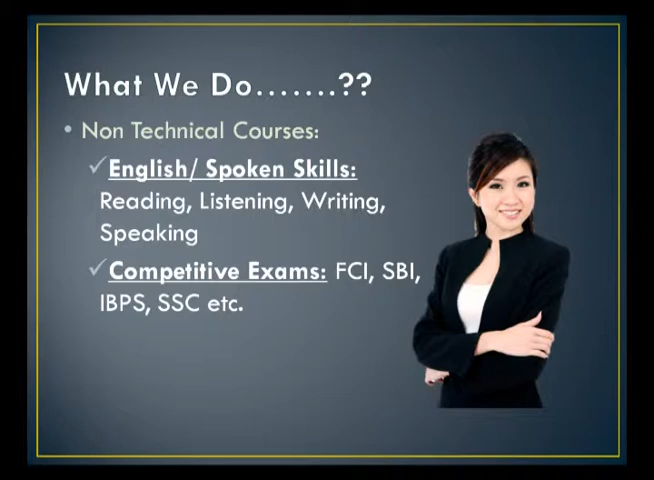 What We Do.......??
• Non Technical Courses:
✓English/ Spoken Skills:
Reading, Listening, Writing,
Speaking
✓Competitive Exams: FCI, SBI,
IBPS, SSC etc.